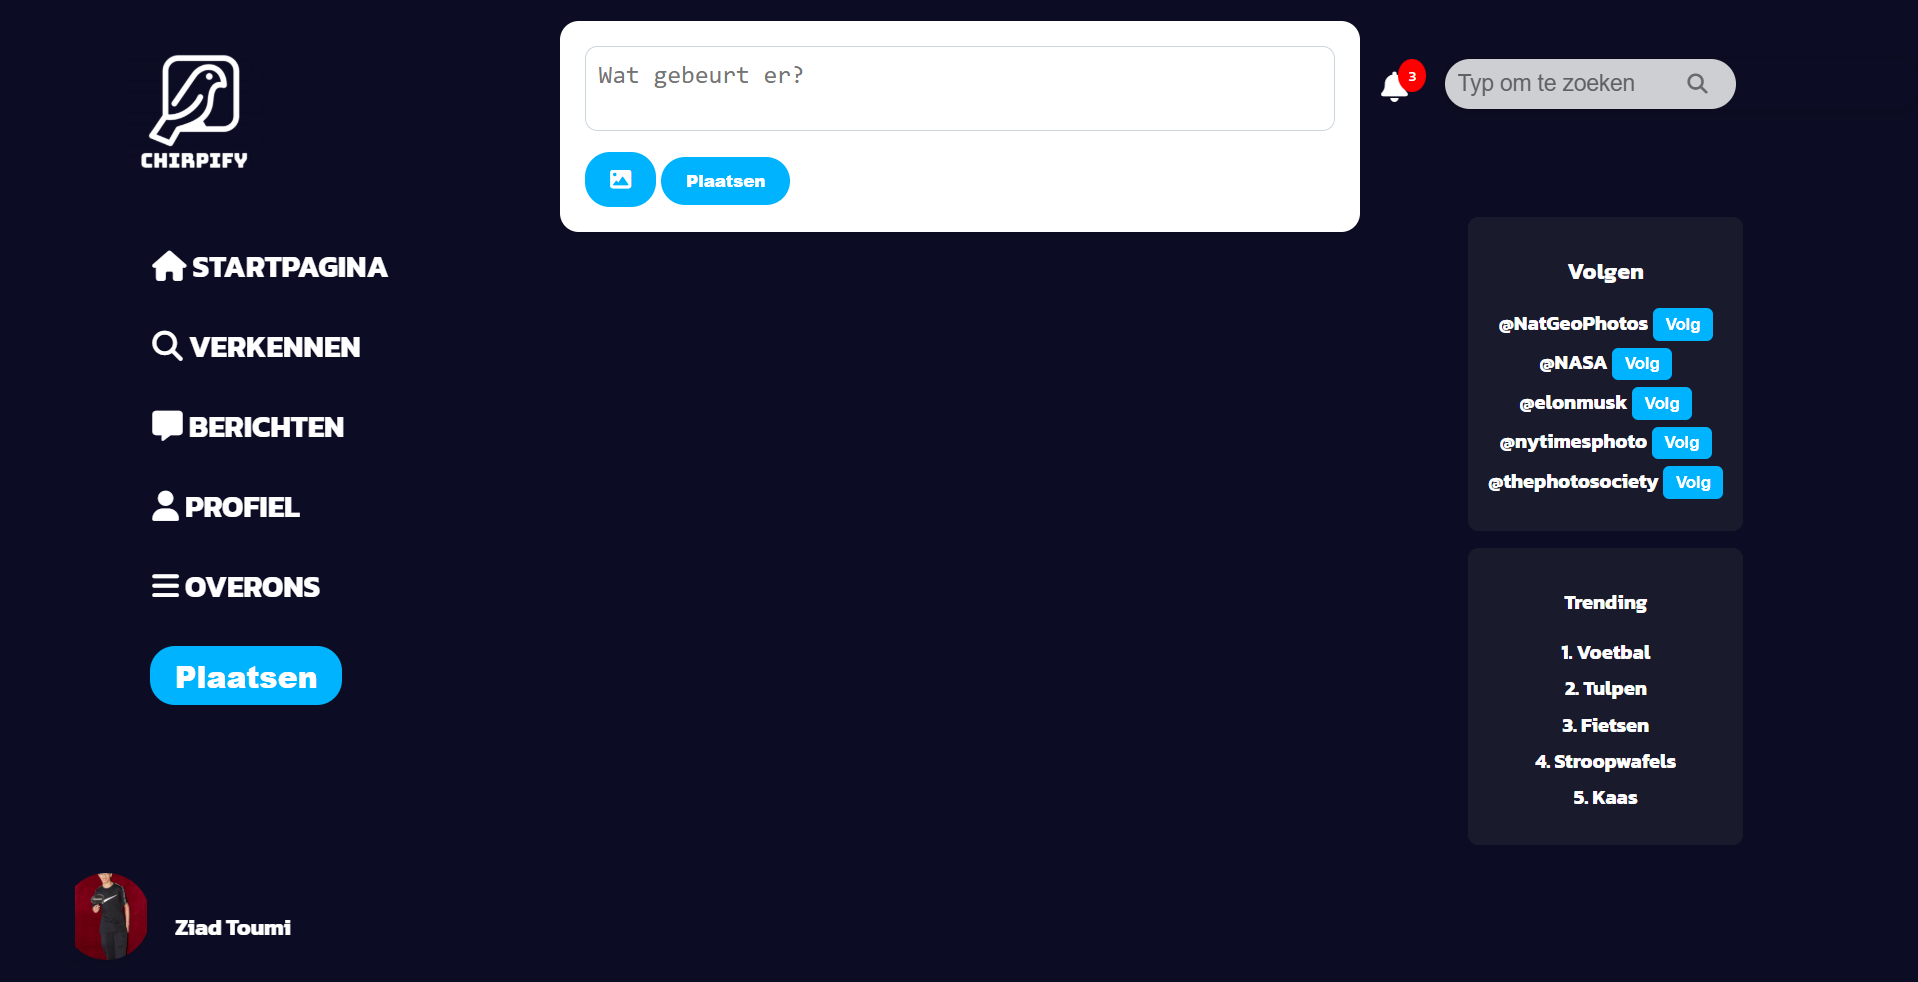 CHIRPIFY
STARTPAGINA
VERKENNEN
BERICHTEN
PROFIEL
OVERONS
Plaatsen
Ziad Toumi
Wat gebeurt er?
Plaatsen
3
Typ om te zoeken
Volgen
@NatGeoPhotos Volg
@NASA Volg
@elonmusk Volg
@nytimesphoto Volg
@thephotosociety Volg
Trending
1. Voetbal
2. Tulpen
3. Fietsen
4. Stroopwafels
5. Kaas